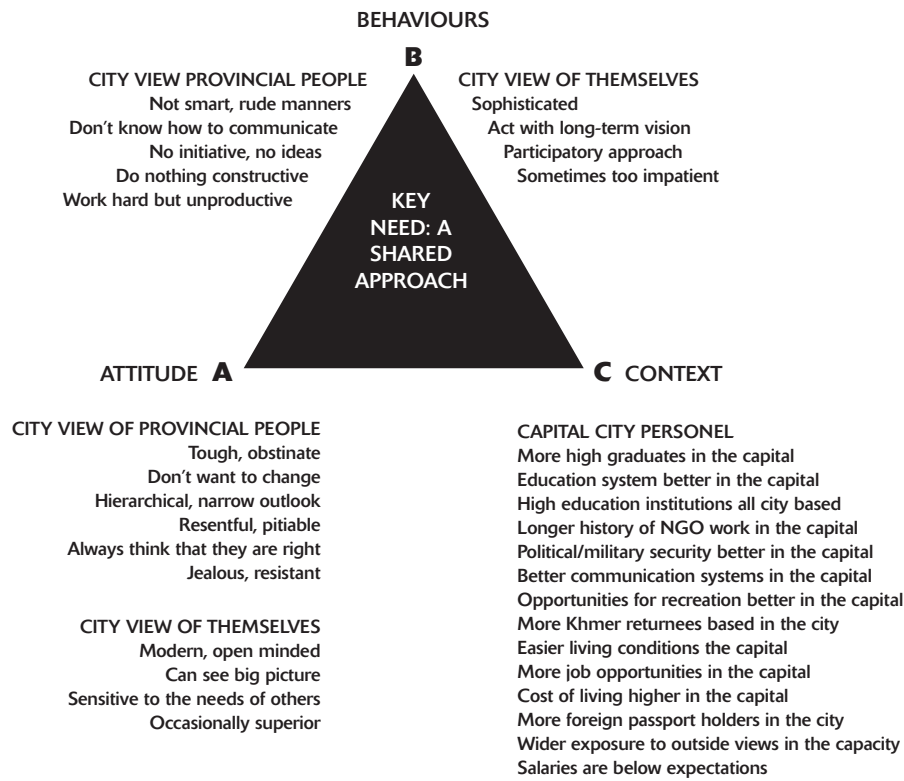 BEHAVIOURS
B
CITY VIEW PROVINCIAL PEOPLE
Not smart, rude manners
Don't know how to communicate
No initiative, no ideas
Do nothing constructive
Work hard but unproductive
CITY VIEW OF THEMSELVES
Sophisticated
Act with long-term vision
Participatory approach
Sometimes too impatient
KEY
NEED: A
SHARED
APPROACH
ATTITUDE A
C CONTEXT
CITY VIEW OF PROVINCIAL PEOPLE
Tough, obstinate
Don't want to change
Hierarchical, narrow outlook
Resentful, pitiable
Always think that they are right
Jealous, resistant
CITY VIEW OF THEMSELVES
Modern, open minded
Can see big picture
Sensitive to the needs of others
Occasionally superior
CAPITAL CITY PERSONEL
More high graduates in the capital
Education system better in the capital
High education institutions all city based
Longer history of NGO work in the capital
Political/military security better in the capital
Better communication systems in the capital
Opportunities for recreation better in the capital
More Khmer returnees based in the city
Easier living conditions the capital
More job opportunities in the capital
Cost of living higher in the capital
More foreign passport holders in the city
Wider exposure to outside views in the capacity
Salaries are below expectations